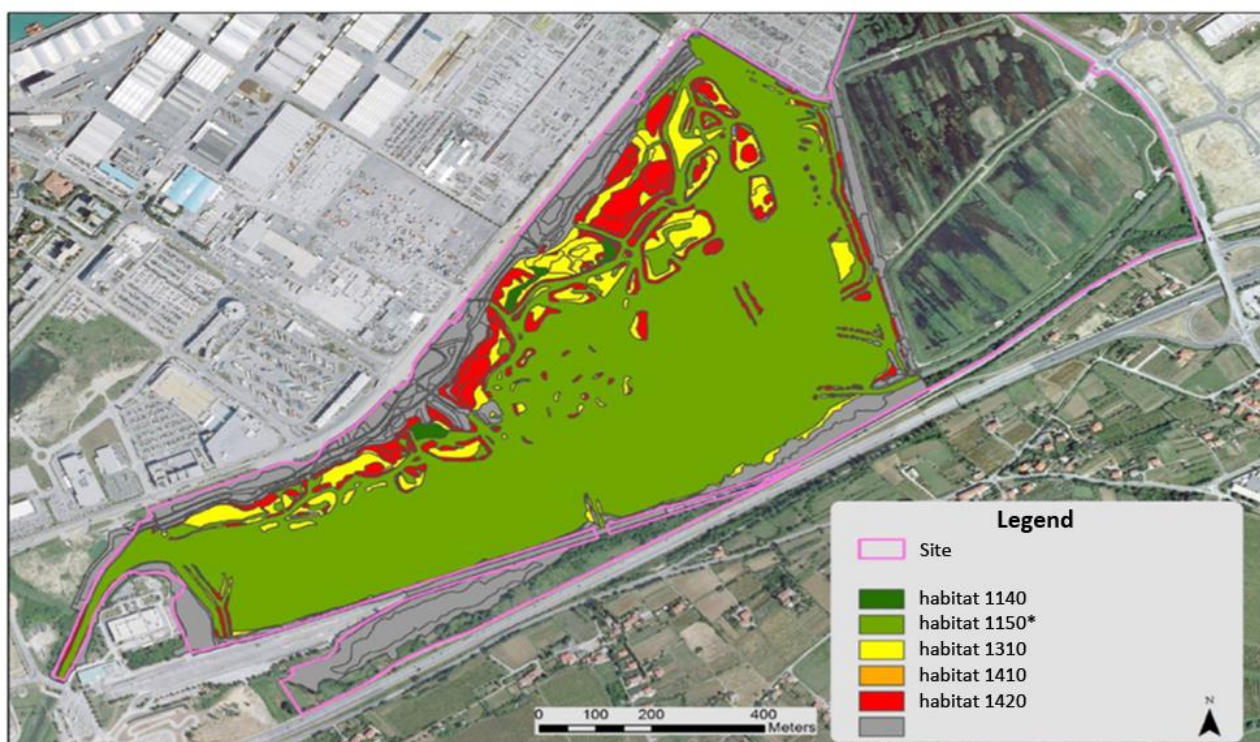 Legend
Site
habitat 1140
habitat 1150*
habitat 1310
habitat 1410
habitat 1420
N
0 100 200 400
Meters